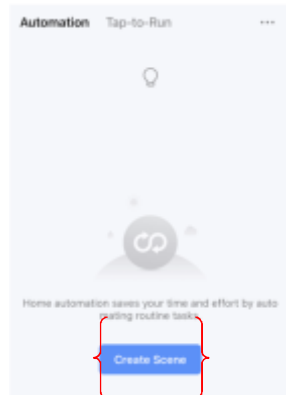 Automation Tap-to-Run
Home automation saves your time and effort by auto
mating routine tasks
Create Scene